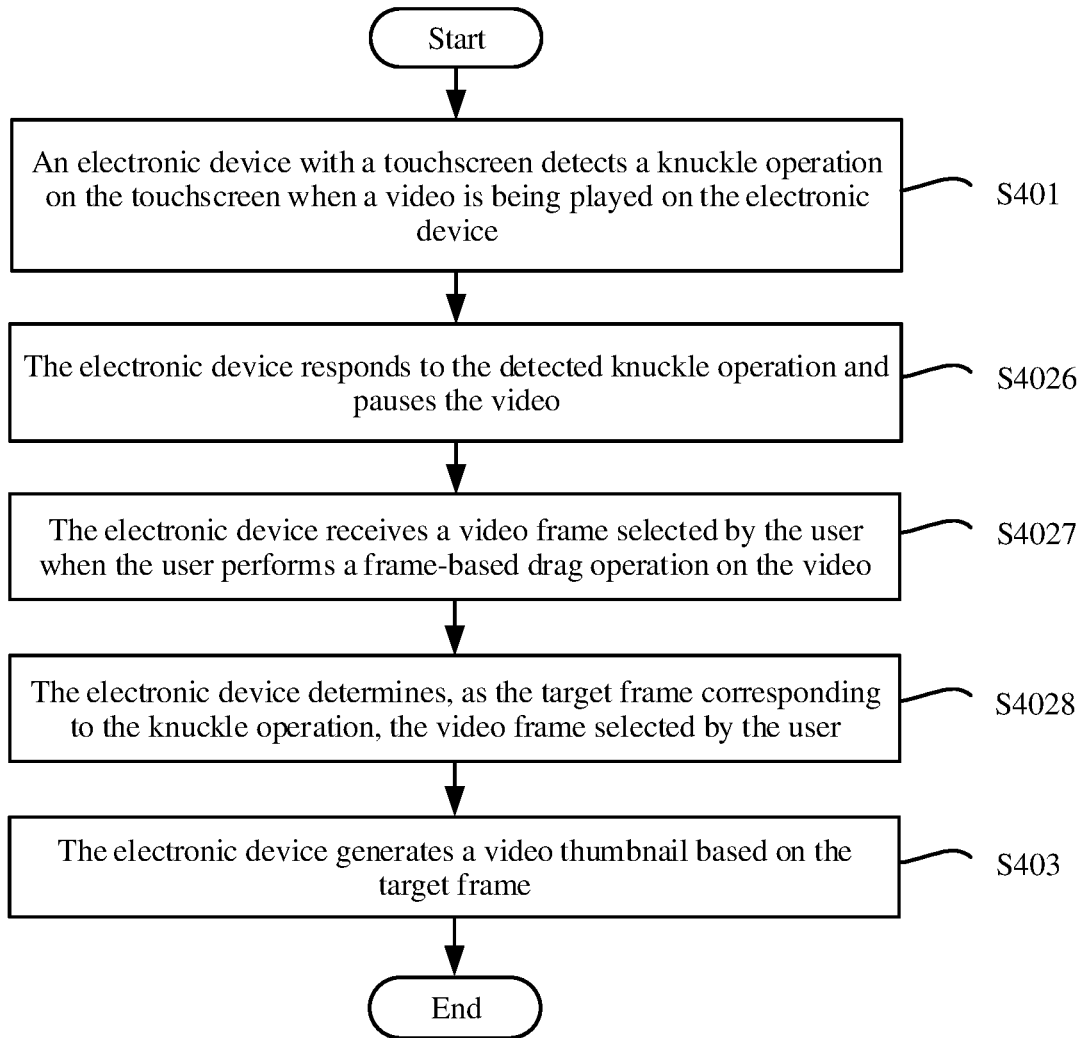 Start
An electronic device with a touchscreen detects a knuckle operation
on the touchscreen when a video is being played on the electronic
device
S401
The electronic device responds to the detected knuckle operation and
pauses the video
S4026
The electronic device receives a video frame selected by the user
when the user performs a frame-based drag operation on the video
S4027
The electronic device determines, as the target frame corresponding
to the knuckle operation, the video frame selected by the user
S4028
The electronic device generates a video thumbnail based on the
target frame
S403
End